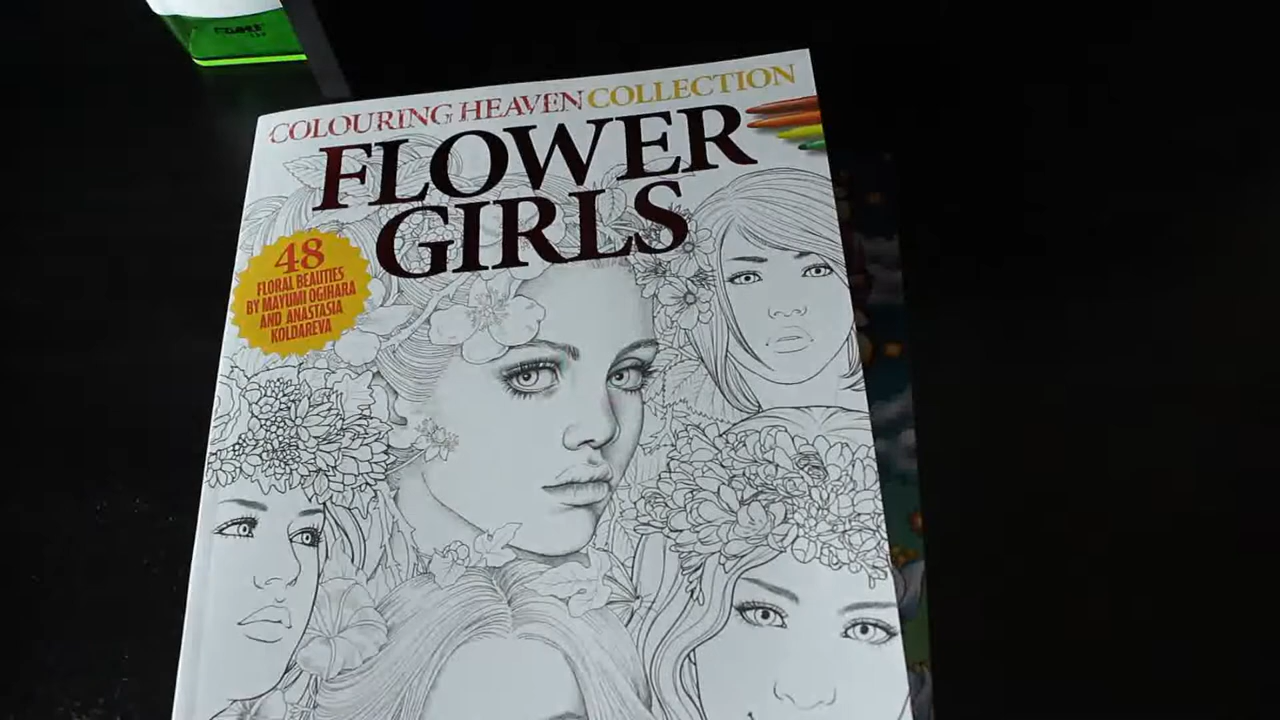 COLOURING HEAVEN COLLECTION
FLOWER
GIRLS
48
FLORAL BEAUTIES
BY MAYUMI OGIHARA
AND ANASTASIA
KOLDAREVA